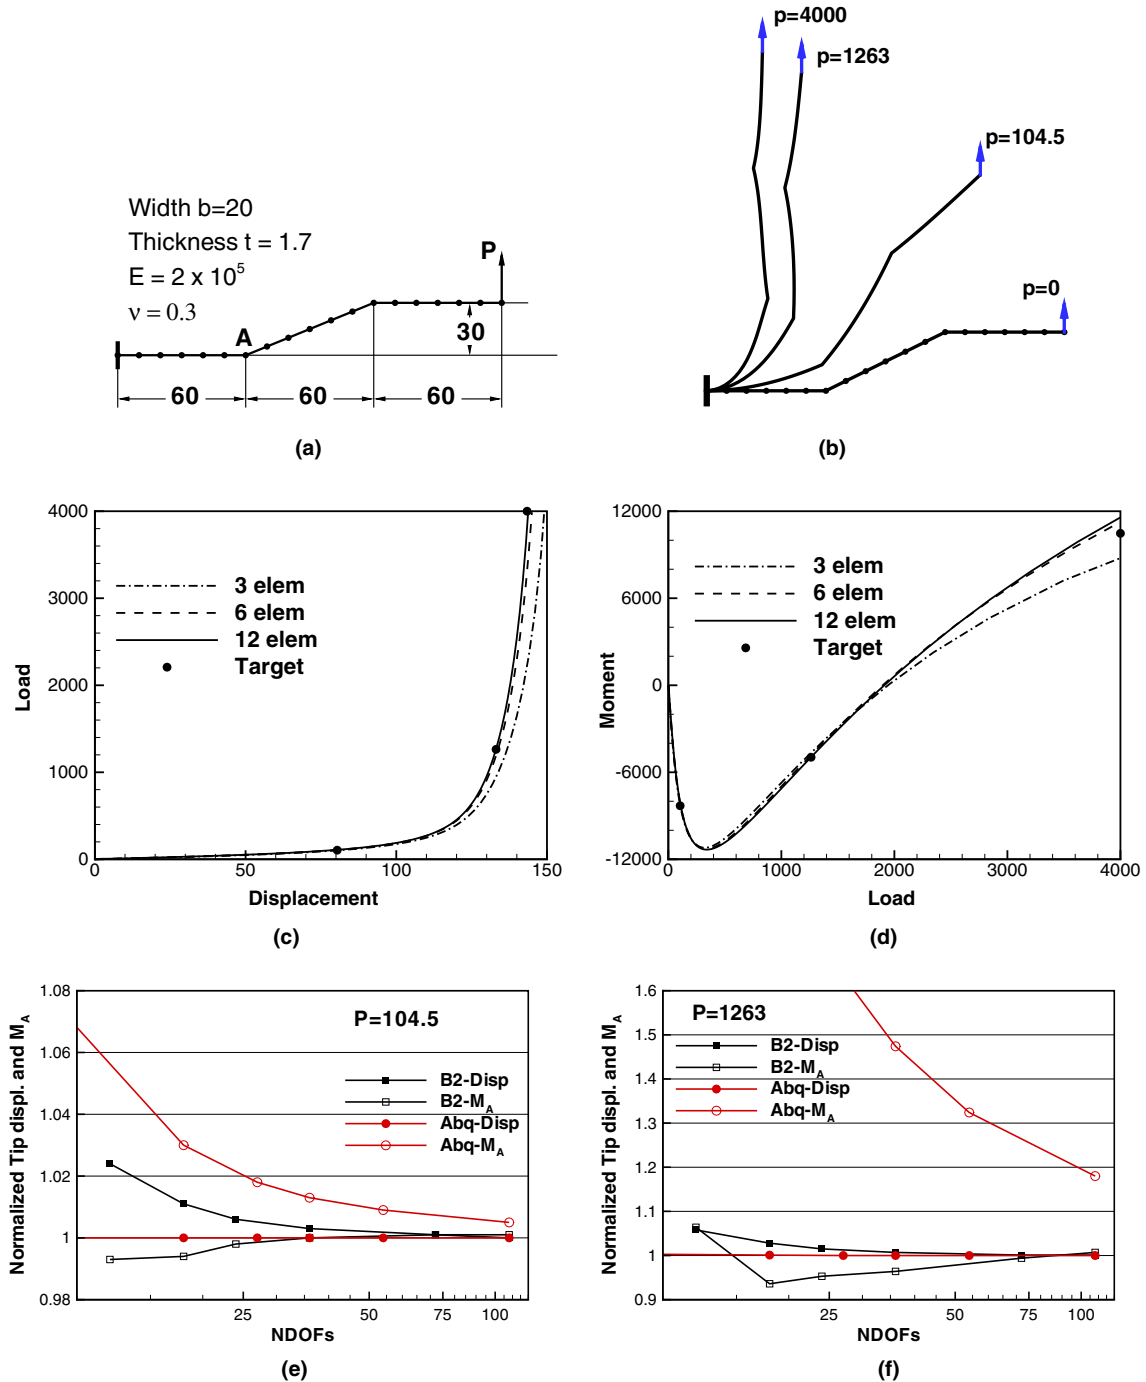 Width b=20
Thickness t = 1.7
E = 2 x 10⁵
ν = 0.3
A
P
30
60
60
60
(a)
p=4000
p=1263
p=104.5
p=0
(b)
4000
3000
2000
1000
0
Load
3 elem
6 elem
12 elem
Target
0
50
100
150
Displacement
(c)
12000
6000
0
-6000
-12000
Moment
3 elem
6 elem
12 elem
Target
0
1000
2000
3000
4000
Load
(d)
1.08
1.06
1.04
1.02
1
0.98
Normalized Tip displ. and M_A
P=104.5
B2-Disp
B2-M_A
Abq-Disp
Abq-M_A
25
50
75
100
NDOFs
(e)
1.6
1.5
1.4
1.3
1.2
1.1
1
0.9
Normalized Tip displ. and M_A
P=1263
B2-Disp
B2-M_A
Abq-Disp
Abq-M_A
25
50
75
100
NDOFs
(f)